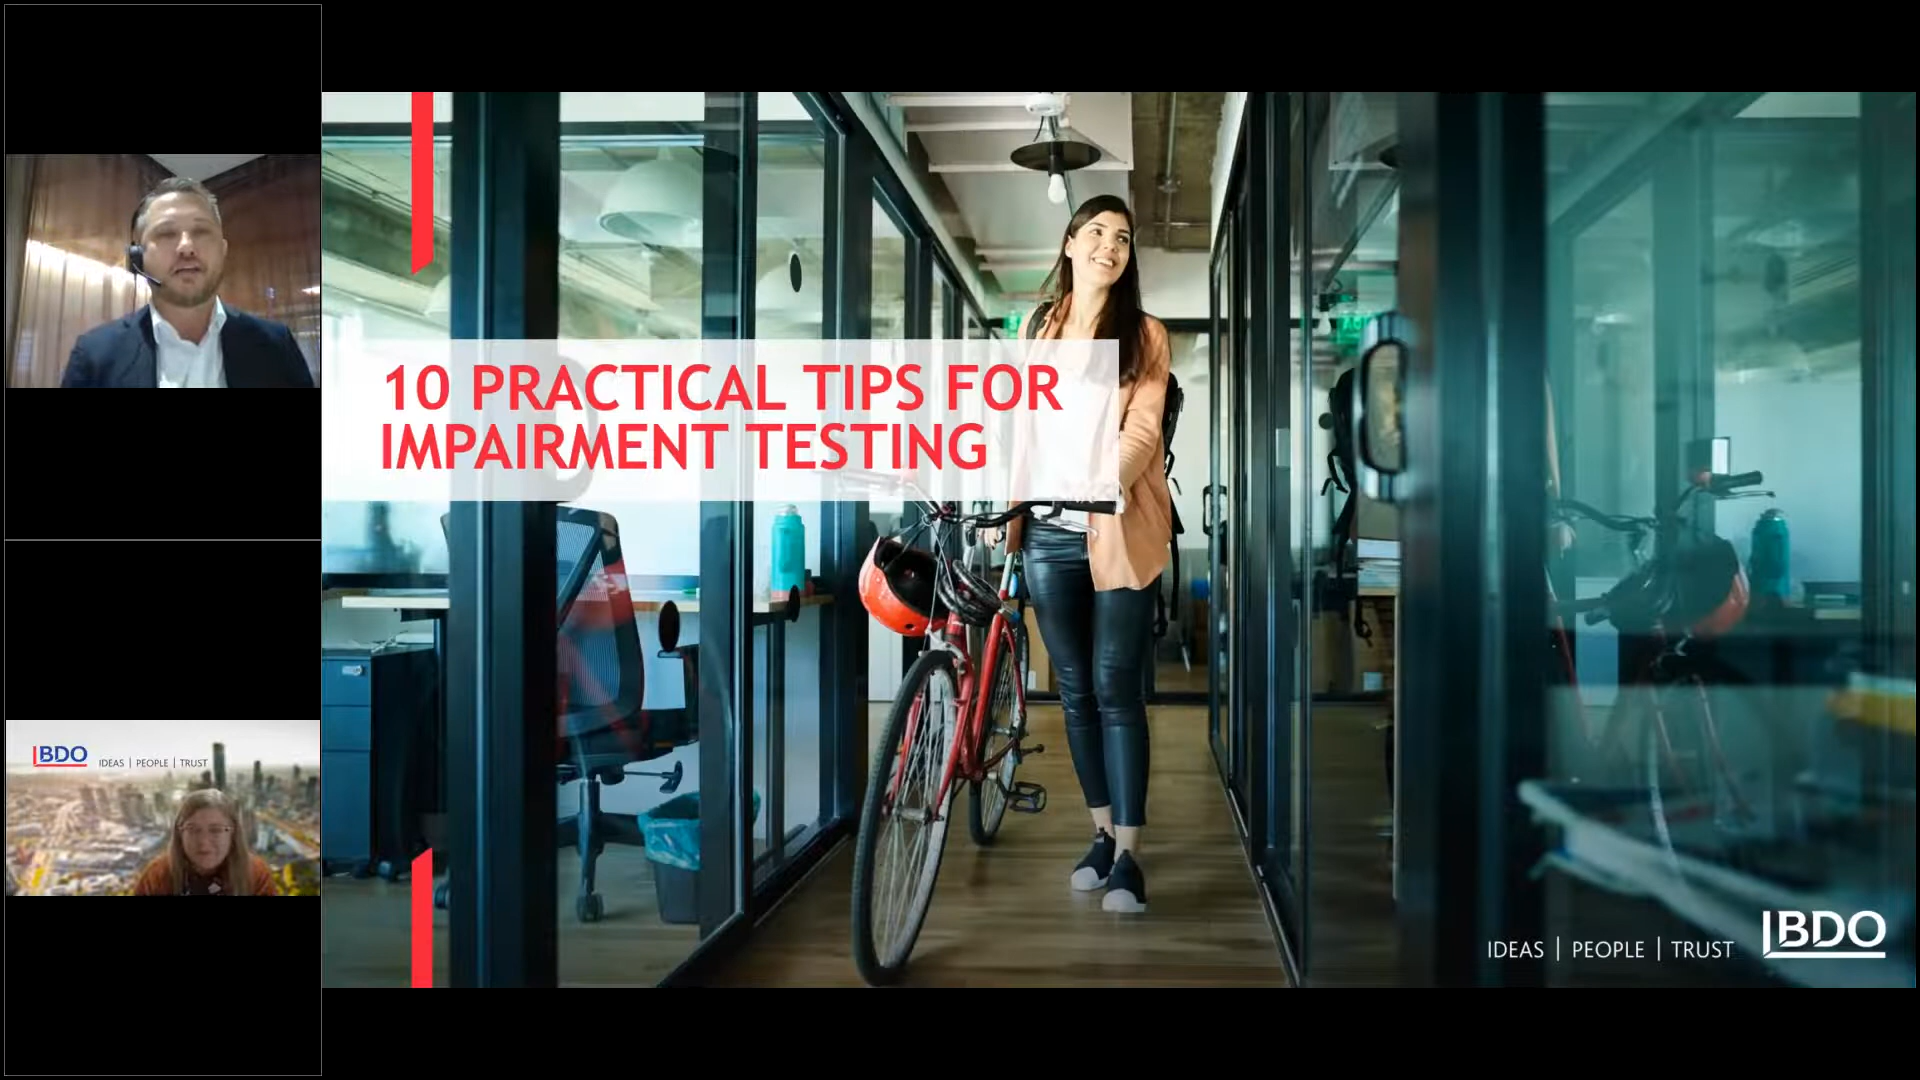 10 PRACTICAL TIPS FOR
IMPAIRMENT TESTING
BDO
IDEAS | PEOPLE | TRUST
IDEAS | PEOPLE | TRUST
BDO